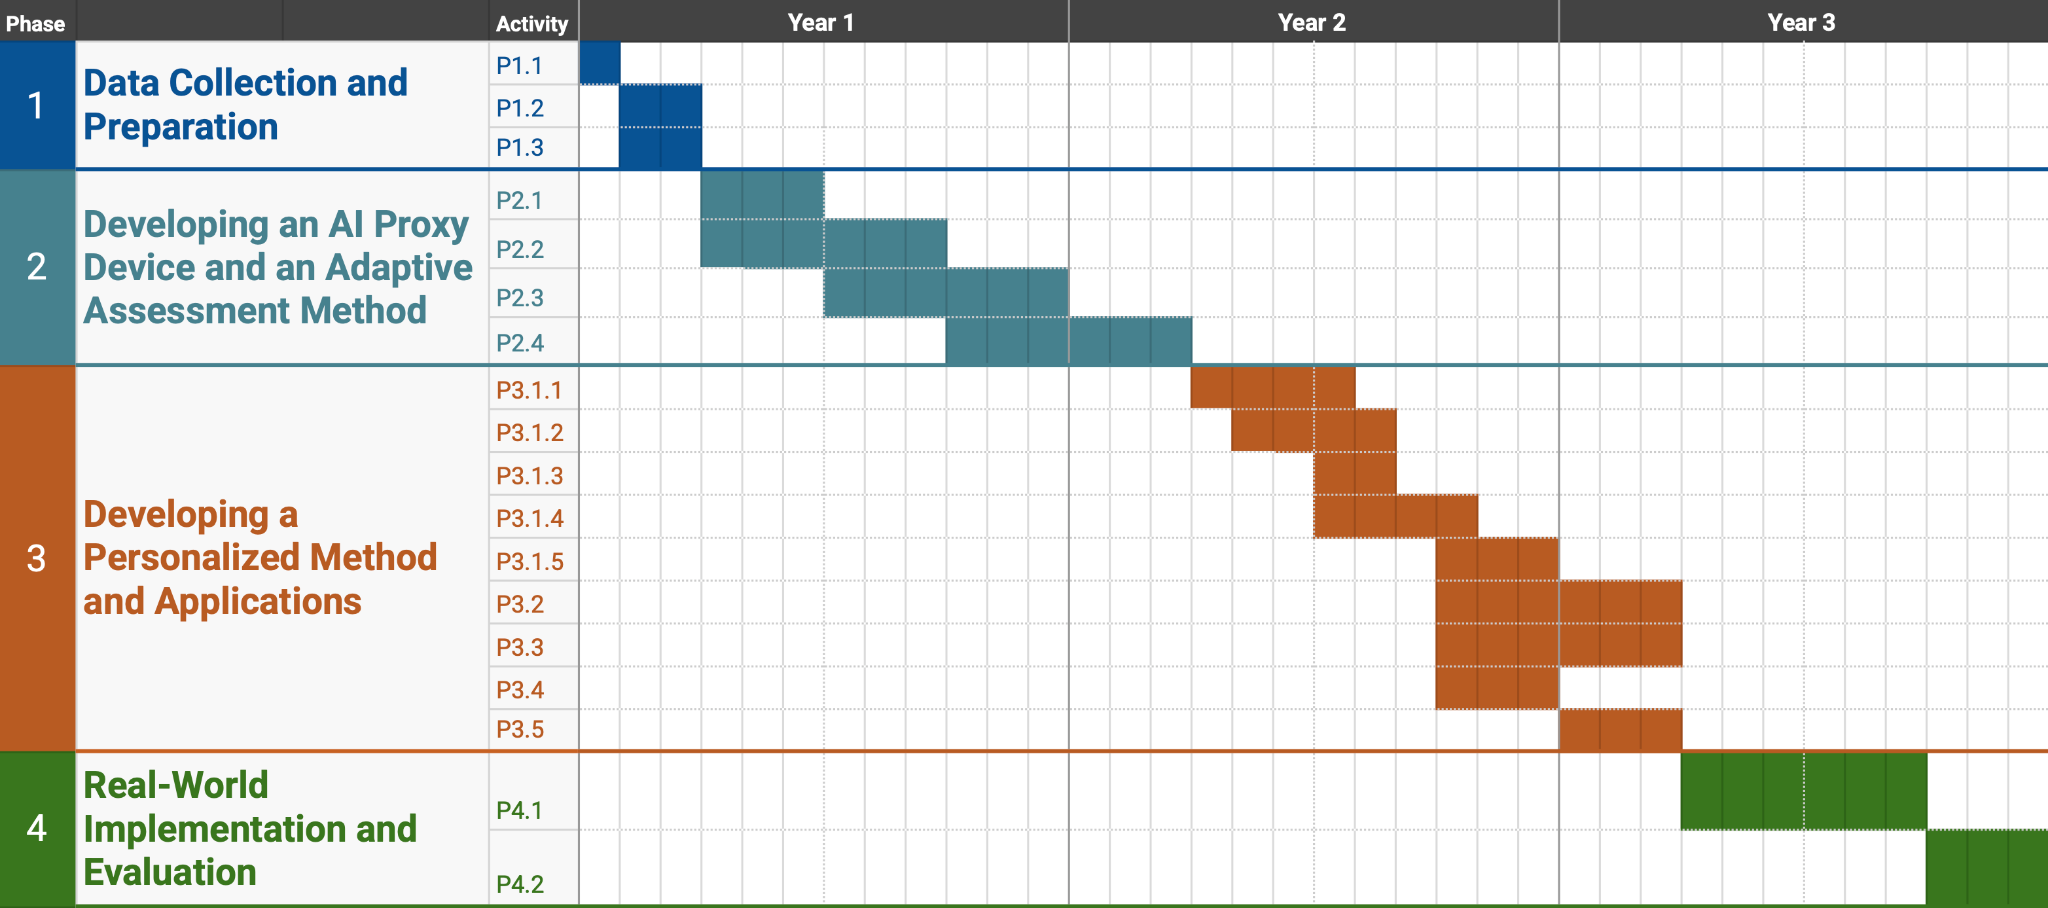 Phase Activity Year 1 Year 2 Year 3
1
Data Collection and
Preparation
P1.1
P1.2
P1.3
2
Developing an AI Proxy
Device and an Adaptive
Assessment Method
P2.1
P2.2
P2.3
P2.4
3
Developing a
Personalized Method
and Applications
P3.1.1
P3.1.2
P3.1.3
P3.1.4
P3.1.5
P3.2
P3.3
P3.4
P3.5
4
Real-World
Implementation and
Evaluation
P4.1
P4.2